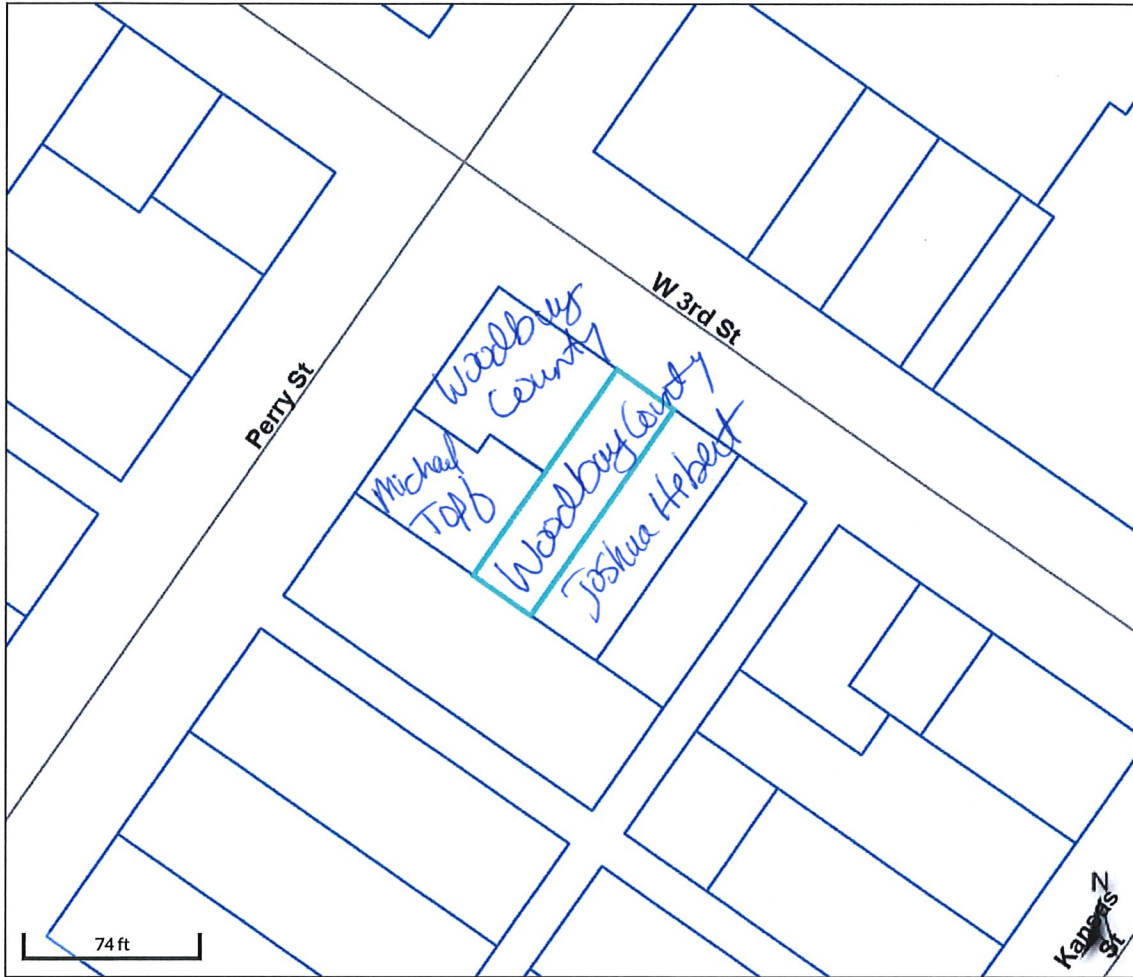 W 3rd St
Perry St
Woodbury
County
Michael
Topf
Woodbury County
Joshua Hebert
74 ft
N
Kansas
St